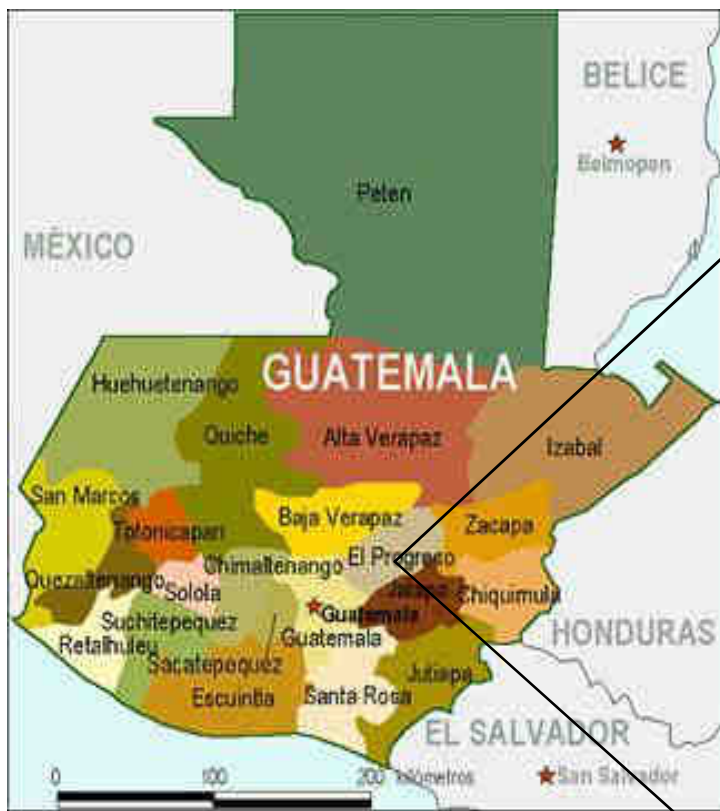 BELICE
Belmopan
Peten
MÉXICO
GUATEMALA
Huehuetenango
Quiche
Alta Verapaz
Izabal
San Marcos
Totonicapan
Baja Verapaz
Zacapa
El Progreco
Chimaltenango
Quezaltenango
Solola
Jalapa
Chiquimula
Suchitepequez
Guatemala
Retalhuleu
Guatemala
HONDURAS
Sacatepequez
Jutiapa
Escuintla
Santa Rosa
EL SALVADOR
0 100 200 kilometros
San Salvador